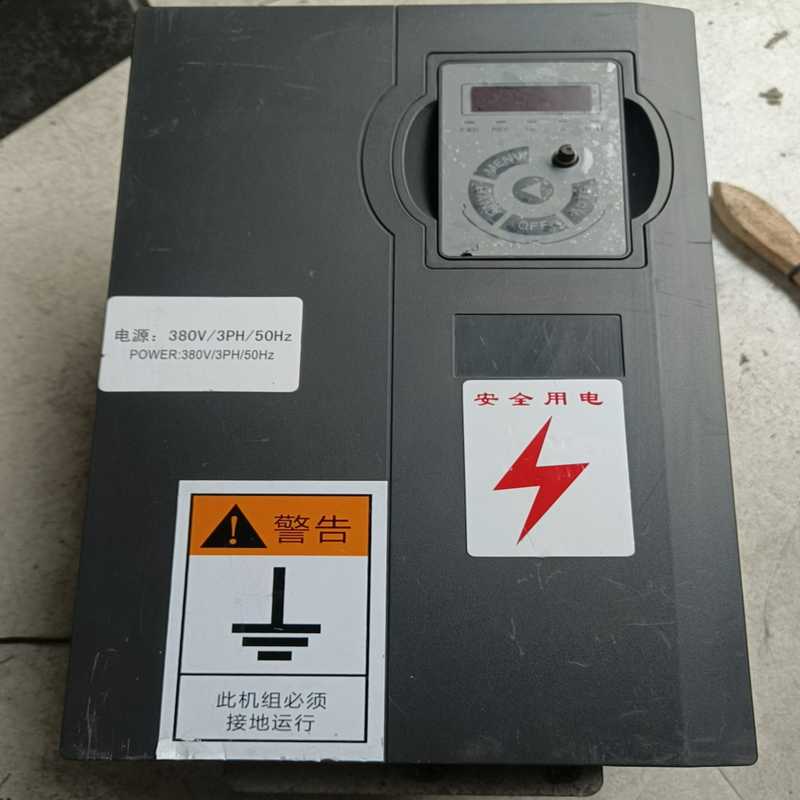 MENU
OFF
电源：380V/3PH/50Hz
POWER:380V/3PH/50Hz
安全用电
警告
此机组必须
接地运行